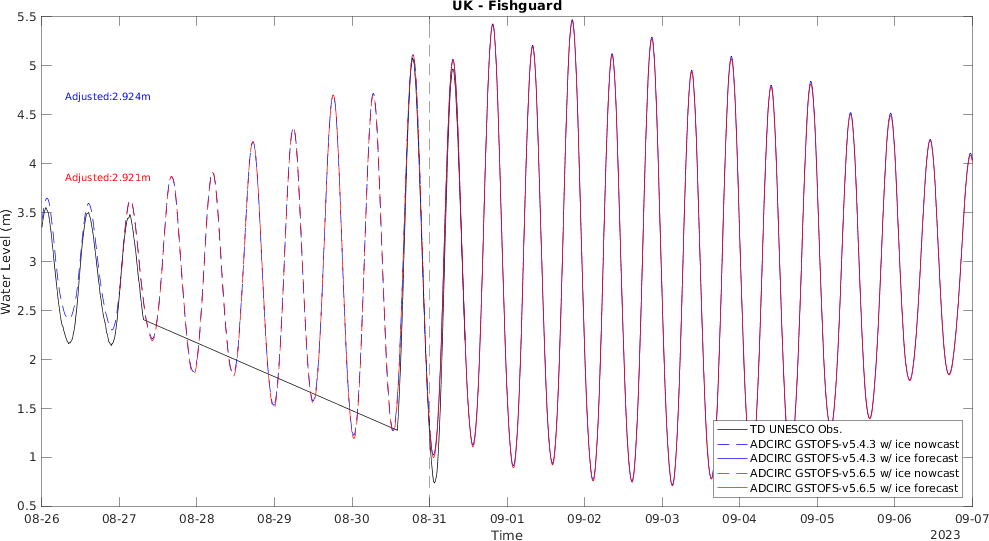 UK - Fishguard
5.5
5
4.5
4
3.5
3
2.5
2
1.5
1
0.5
Water Level (m)
Adjusted:2.924m
Adjusted:2.921m
TD UNESCO Obs.
ADCIRC GSTOFS-v5.4.3 w/ ice nowcast
ADCIRC GSTOFS-v5.4.3 w/ ice forecast
ADCIRC GSTOFS-v5.6.5 w/ ice nowcast
ADCIRC GSTOFS-v5.6.5 w/ ice forecast
08-26 08-27 08-28 08-29 08-30 08-31 09-01 09-02 09-03 09-04 09-05 09-06 09-07
Time
2023